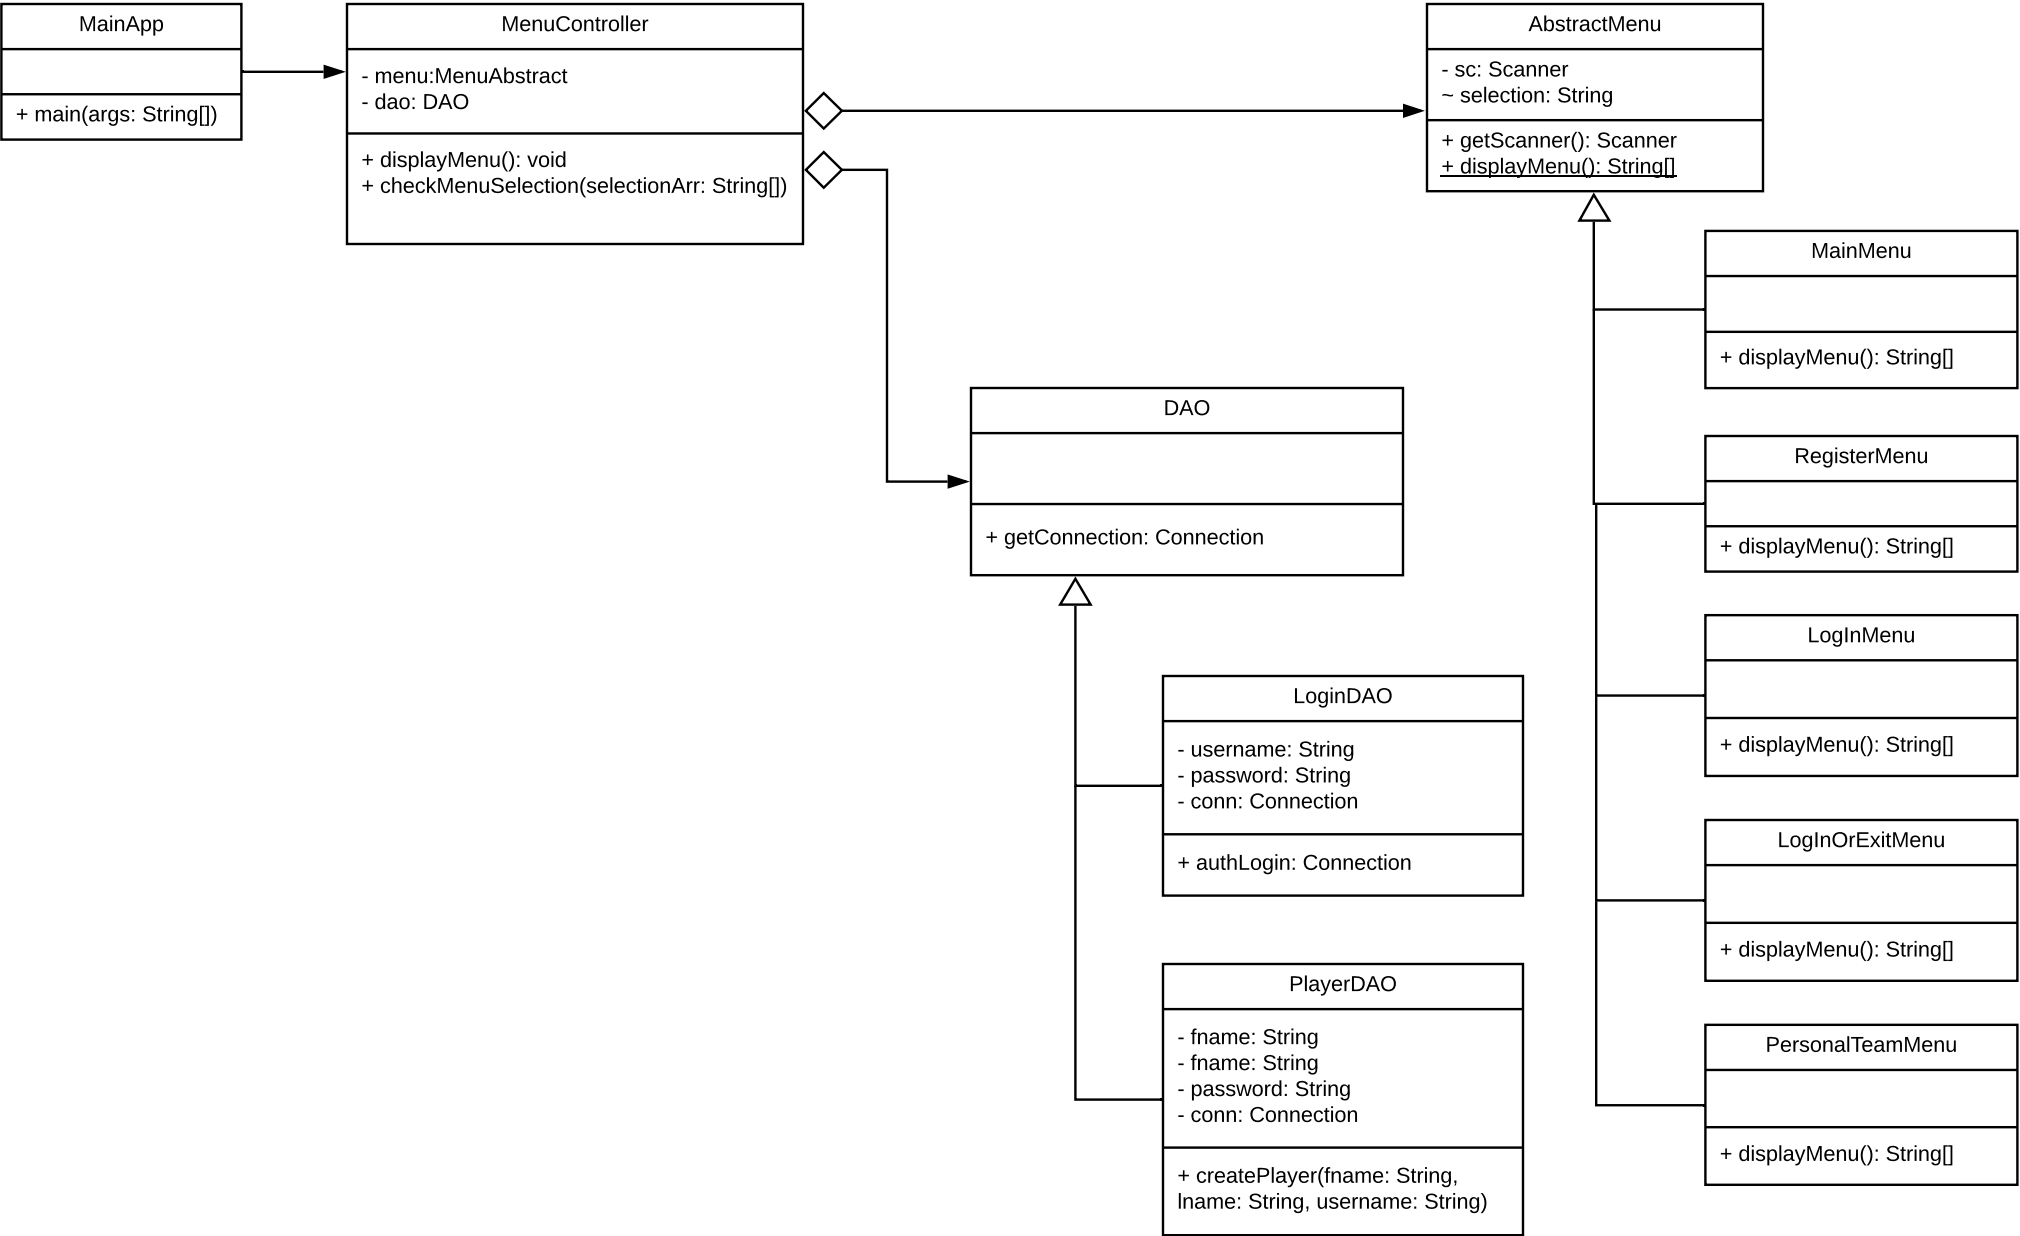 MainApp
+ main(args: String[])
MenuController
- menu:MenuAbstract
- dao: DAO
+ displayMenu(): void
+ checkMenuSelection(selectionArr: String[])
AbstractMenu
- sc: Scanner
~ selection: String
+ getScanner(): Scanner
+ displayMenu(): String[]
MainMenu
+ displayMenu(): String[]
RegisterMenu
+ displayMenu(): String[]
LogInMenu
+ displayMenu(): String[]
LogInOrExitMenu
+ displayMenu(): String[]
PersonalTeamMenu
+ displayMenu(): String[]
DAO
+ getConnection: Connection
LoginDAO
- username: String
- password: String
- conn: Connection
+ authLogin: Connection
PlayerDAO
- fname: String
- fname: String
- password: String
- conn: Connection
+ createPlayer(fname: String,
lname: String, username: String)